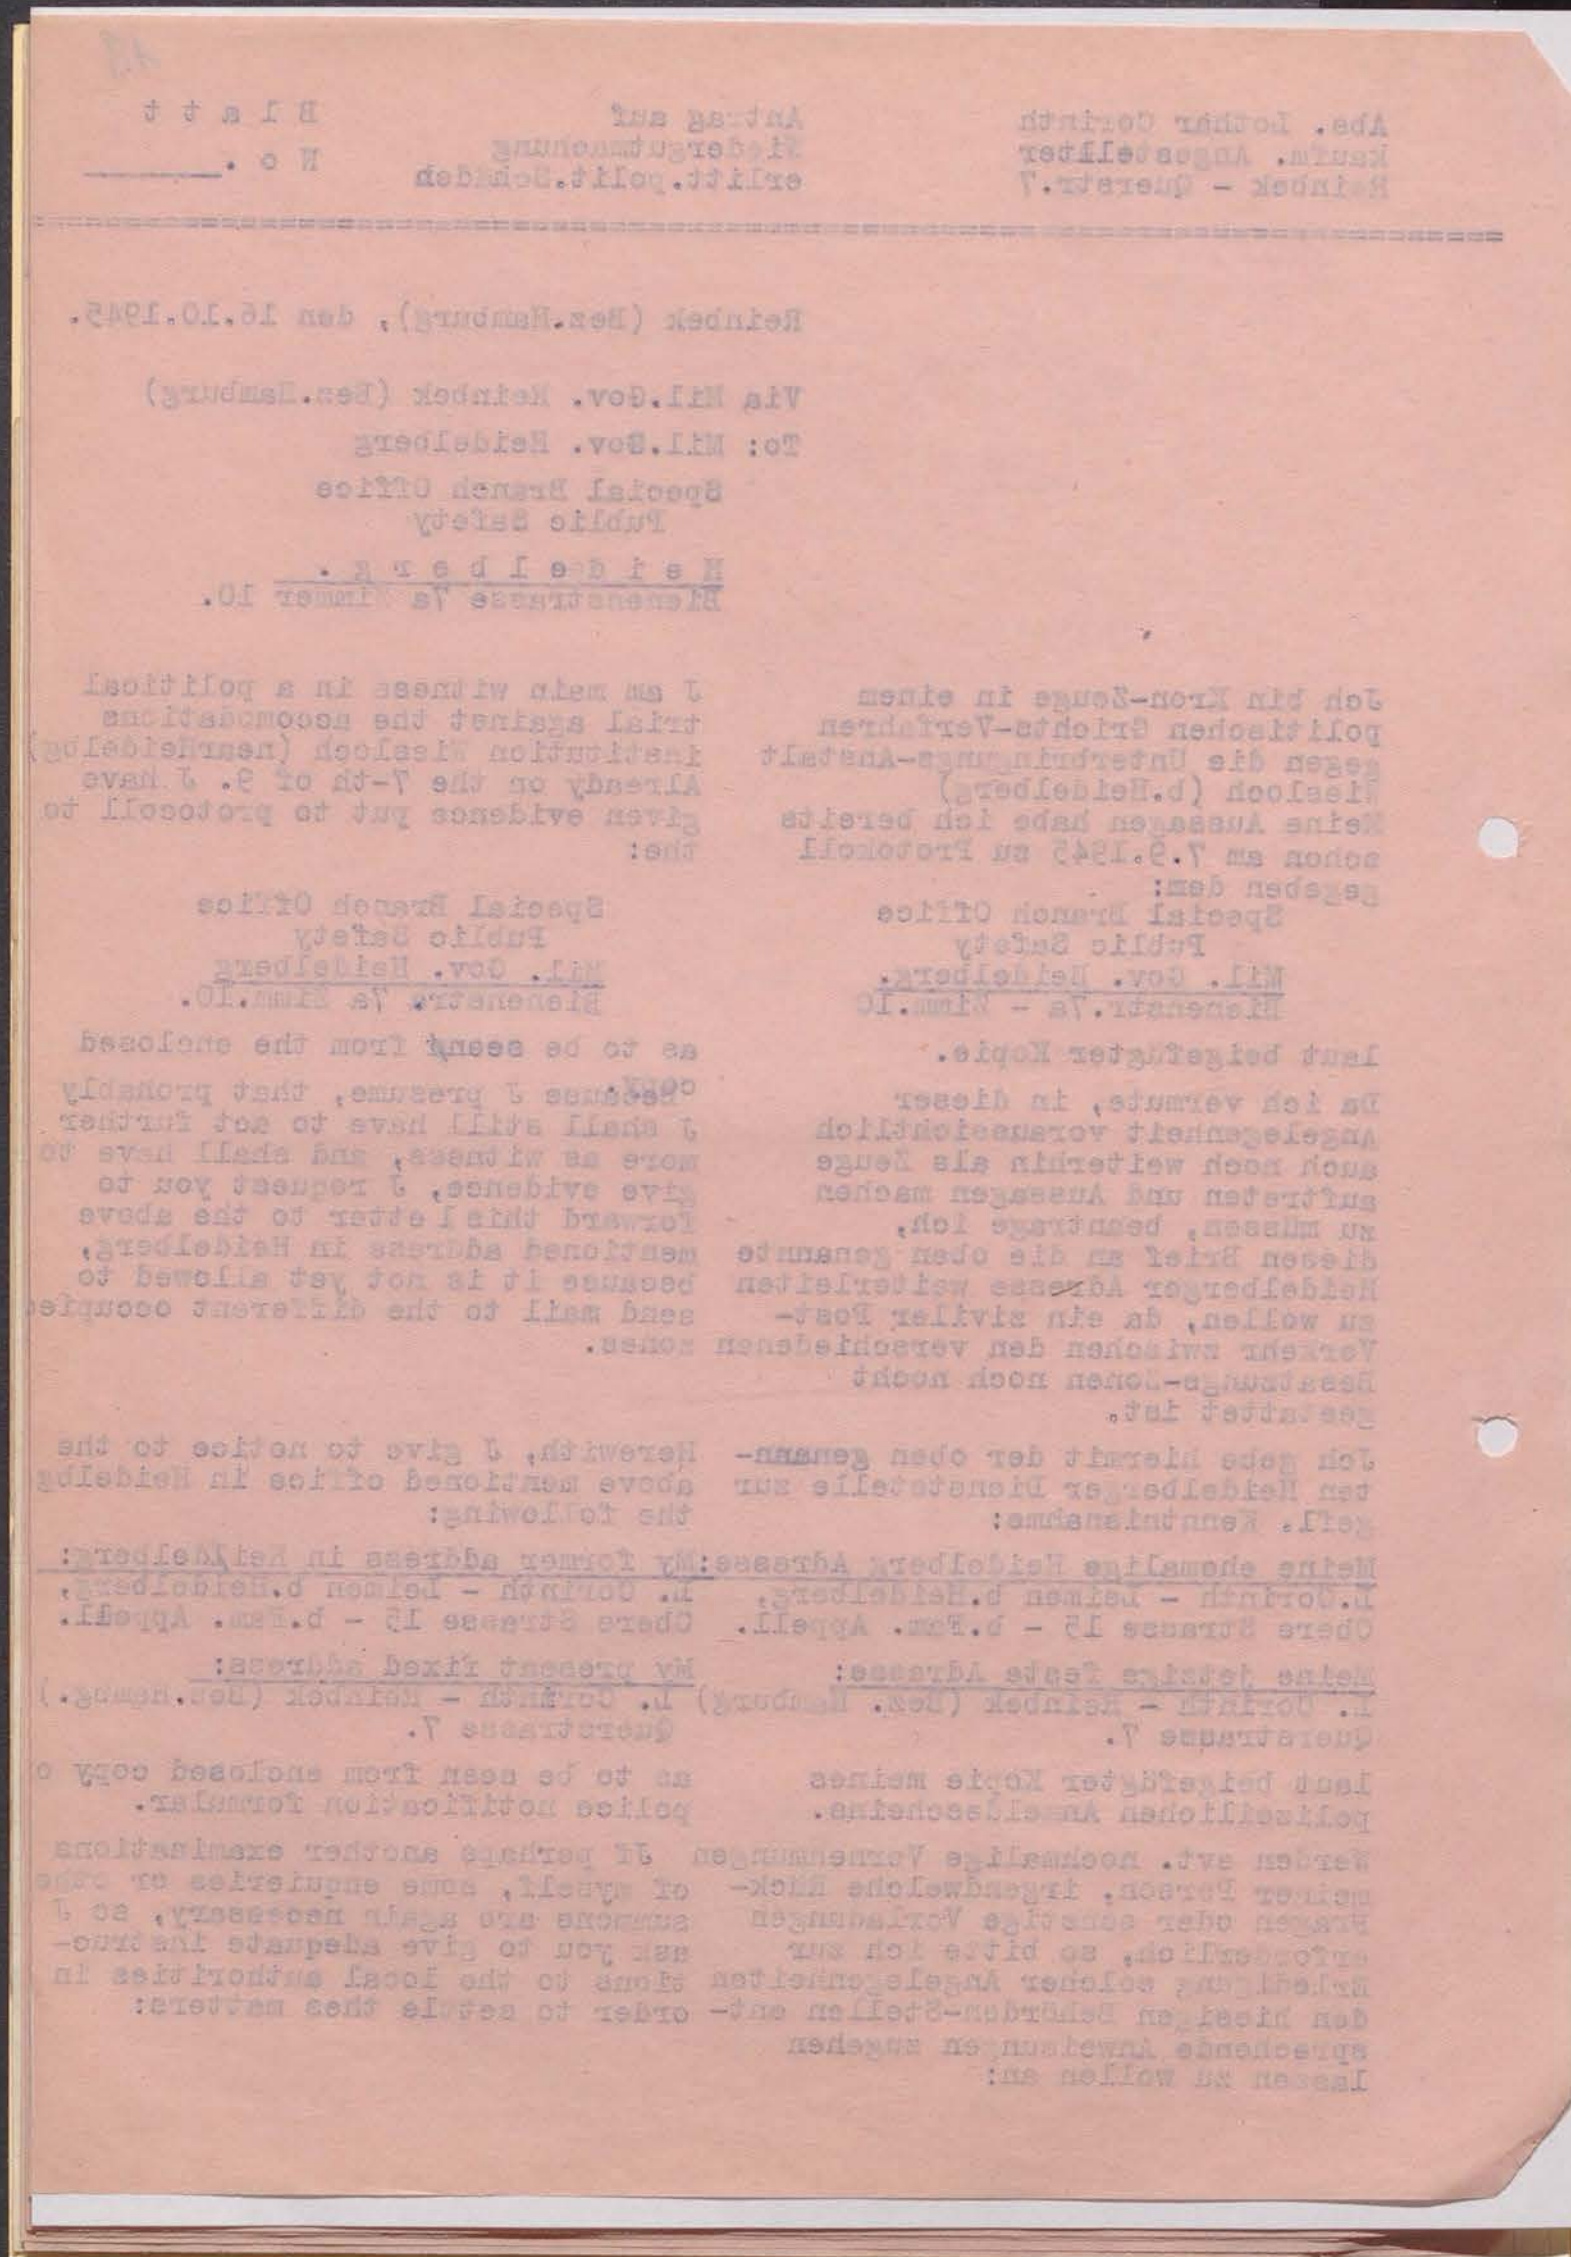 Abs. Lothar Corinth
kaufm. Angestellter
Reinbek - Querstr.7
Antrag auf
Wiedergutmachung
erlitt.polit.Schäden
B l a t t
N o .
Reinbek (Bez.Hamburg), den 16.10.1945.
Via Mil.Gov. Reinbek (Bez.Hamburg)
To: Mil.Gov. Heidelberg
Special Branch Office
Public Safety
H e i d e l b e r g .
Bienenstrasse 7a Zimmer 10.
Jch bin Kron-Zeuge in einem
politischen Grichts-Verfahren
gegen die Unterbringungs-Anstalt
Wiesloch (b.Heidelberg)
Meine Aussagen habe ich bereits
schon am 7.9.1945 zu Protokoll
gegeben dem:
Special Branch Office
Public Safety
Mil. Gov. Heidelberg.
Bienenstr.7a - Zimm.10
laut beigefügter Kopie.
Da ich vermute, in dieser
Angelegenheit voraussichtlich
auch noch weiterhin als Zeuge
auftreten und Aussagen machen
zu müssen, beantrage ich,
diesen Brief an die oben genannte
Heidelberger Adresse weiterleiten
zu wollen, da ein ziviler Post-
Verkehr zwischen den verschiedenen
Besatzungs-Zonen noch nocht
gestattet ist.
Jch gebe hiermit der oben genann-
ten Heidelberger Dienststelle zur
gefl. Kenntnisnahme:
Meine ehemalige Heidelberg Adresse:
L.Corinth - Leimen b.Heidelberg,
Obere Strasse 15 - b.Fam. Appell.
Meine jetzige feste Adresse:
L. Corinth - Reinbek (Bez. Hamburg)
Querstrasse 7.
laut beigefügter Kopie meines
polizeilichen Anmeldescheins.
Werden evt. nochmalige Vernehmungen
meiner Person, irgendwelche Rück-
Fragen oder sonstige Vorladungen
erforderlich, so bitte ich zur
Erledigung solcher Angelegenheiten
den hiesigen Behörden-Stellen ent-
sprechende Anweisungen zugehen
lassen zu wollen an:
J am main witness in a political
trial against the accomodations
institution Wiesloch (nearHeidelbg)
Already on the 7-th of 9. J have
given evidence put to protocoll to
the:
Special Branch Office
Public Safety
Mil. Gov. Heidelberg
Bienenstr. 7a Zimm.10.
as to be seen from the enclosed
copy.
Because J presume, that probably
J shall still have to act further
more as witness, and shall have to
give evidence, J request you to
forward this letter to the above
mentioned address in Heidelberg,
because it is not yet allowed to
send mail to the different occupied
zones.
Herewith, J give to notice to the
above mentioned office in Heidelbg
the following:
My former address in Heidelberg:
L. Corinth - Leimen b.Heidelberg,
Obere Strasse 15 - b.Fam. Appell.
My present fixed address:
L. Corinth - Reinbek (Bez.Hambg.)
Querstrasse 7.
as to be seen from enclosed copy o
police notification formular.
Jf perhaps another examinations
of myself, some enquieries or othe
summons are again necessary, so J
ask you to give adequate instruc-
tions to the local authorities in
order to settle thes matters: